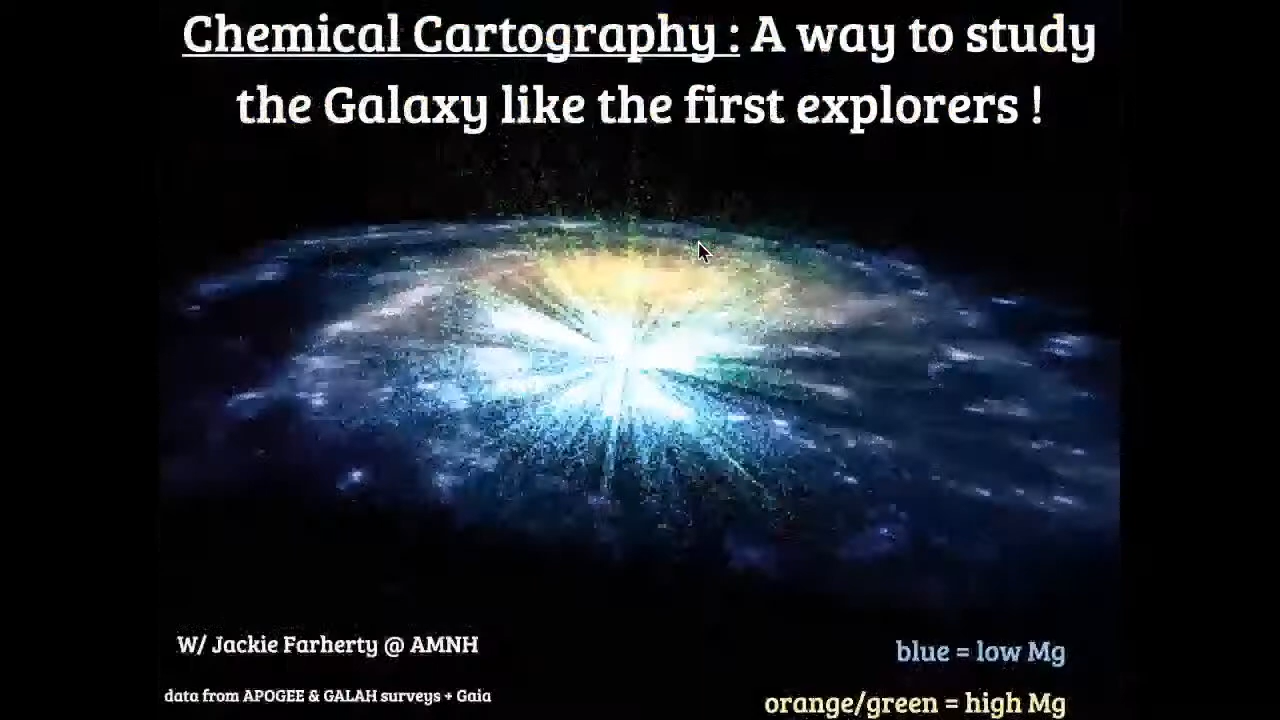 Chemical Cartography : A way to study
the Galaxy like the first explorers !
W/ Jackie Farherty @ AMNH
blue = low Mg
data from APOGEE & GALAH surveys + Gaia
orange/green = high Mg